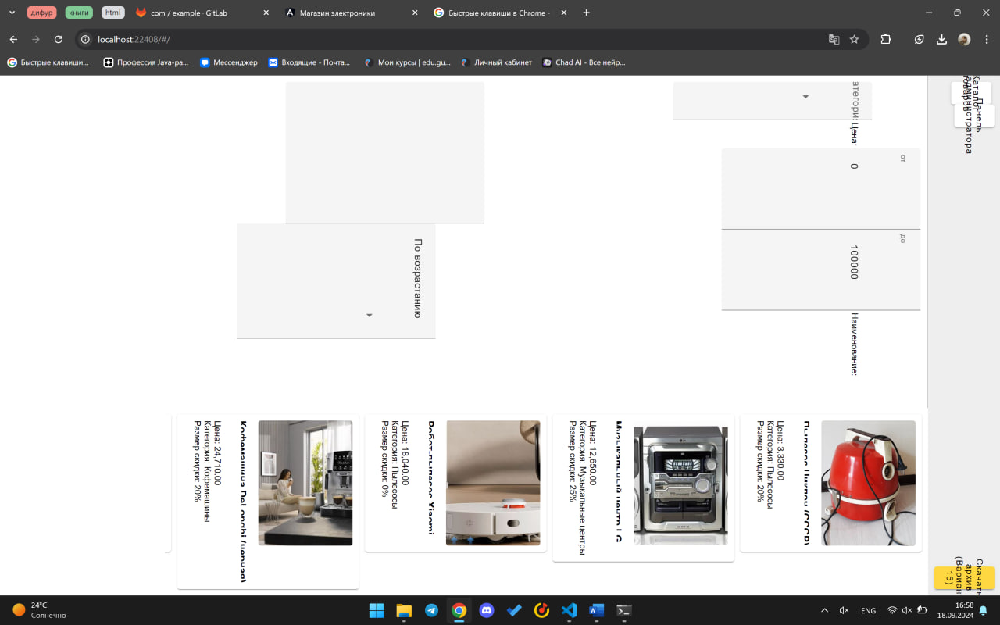 дифур
книги
html
com / example · GitLab
Магазин электроники
Быстрые клавиши в Chrome -
localhost:22408/#/
Быстрые клавиши...
Профессия Java-ра...
Мессенджер
Входящие - Почта...
Мои курсы | edu.gu...
Личный кабинет
Chad AI - Все нейр...
Каталог
товаров
Панель
администратора
Скачать
архив
(Вариант
15)
атегория
Цена:
от
0
до
100000
Наименование:
По возрастанию
Пылесос Циклон (СССР)
Цена: 3,330.00
Категория: Пылесосы
Размер скидки: 20%
Музыкальный центр LG
Цена: 12,650.00
Категория: Музыкальные центры
Размер скидки: 25%
Робот-пылесос Xiaomi
Цена: 18,040.00
Категория: Пылесосы
Размер скидки: 0%
Кофемашина DeLonghi (черная)
Цена: 24,710.00
Категория: Кофемашины
Размер скидки: 20%
24°C
Солнечно
ENG
16:58
18.09.2024